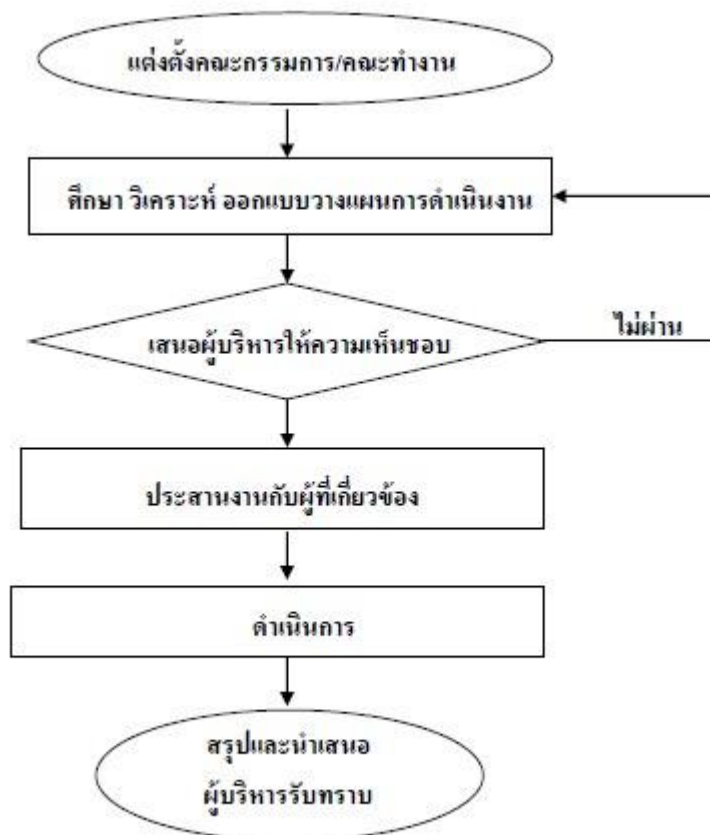 แต่งตั้งคณะกรรมการ/คณะทำงาน
ศึกษา วิเคราะห์ ออกแบบวางแผนการดำเนินงาน
เสนอผู้บริหารให้ความเห็นชอบ
ไม่ผ่าน
ประสานงานกับผู้ที่เกี่ยวข้อง
ดำเนินการ
สรุปและนำเสนอ
ผู้บริหารรับทราบ